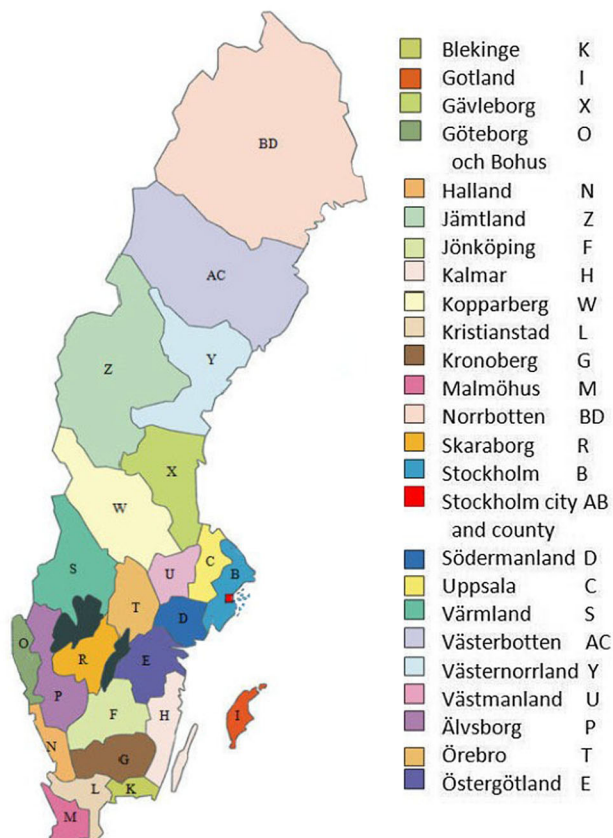 BD
AC
Y
Z
X
W
C
B
U
S
T
D
O
R
E
P
F
H
I
N
G
L
K
M
Blekinge K
Gotland I
Gävleborg X
Göteborg O
och Bohus
Halland N
Jämtland Z
Jönköping F
Kalmar H
Kopparberg W
Kristianstad L
Kronoberg G
Malmöhus M
Norrbotten BD
Skaraborg R
Stockholm B
Stockholm city AB
and county
Södermanland D
Uppsala C
Värmland S
Västerbotten AC
Västernorrland Y
Västmanland U
Älvsborg P
Örebro T
Östergötland E